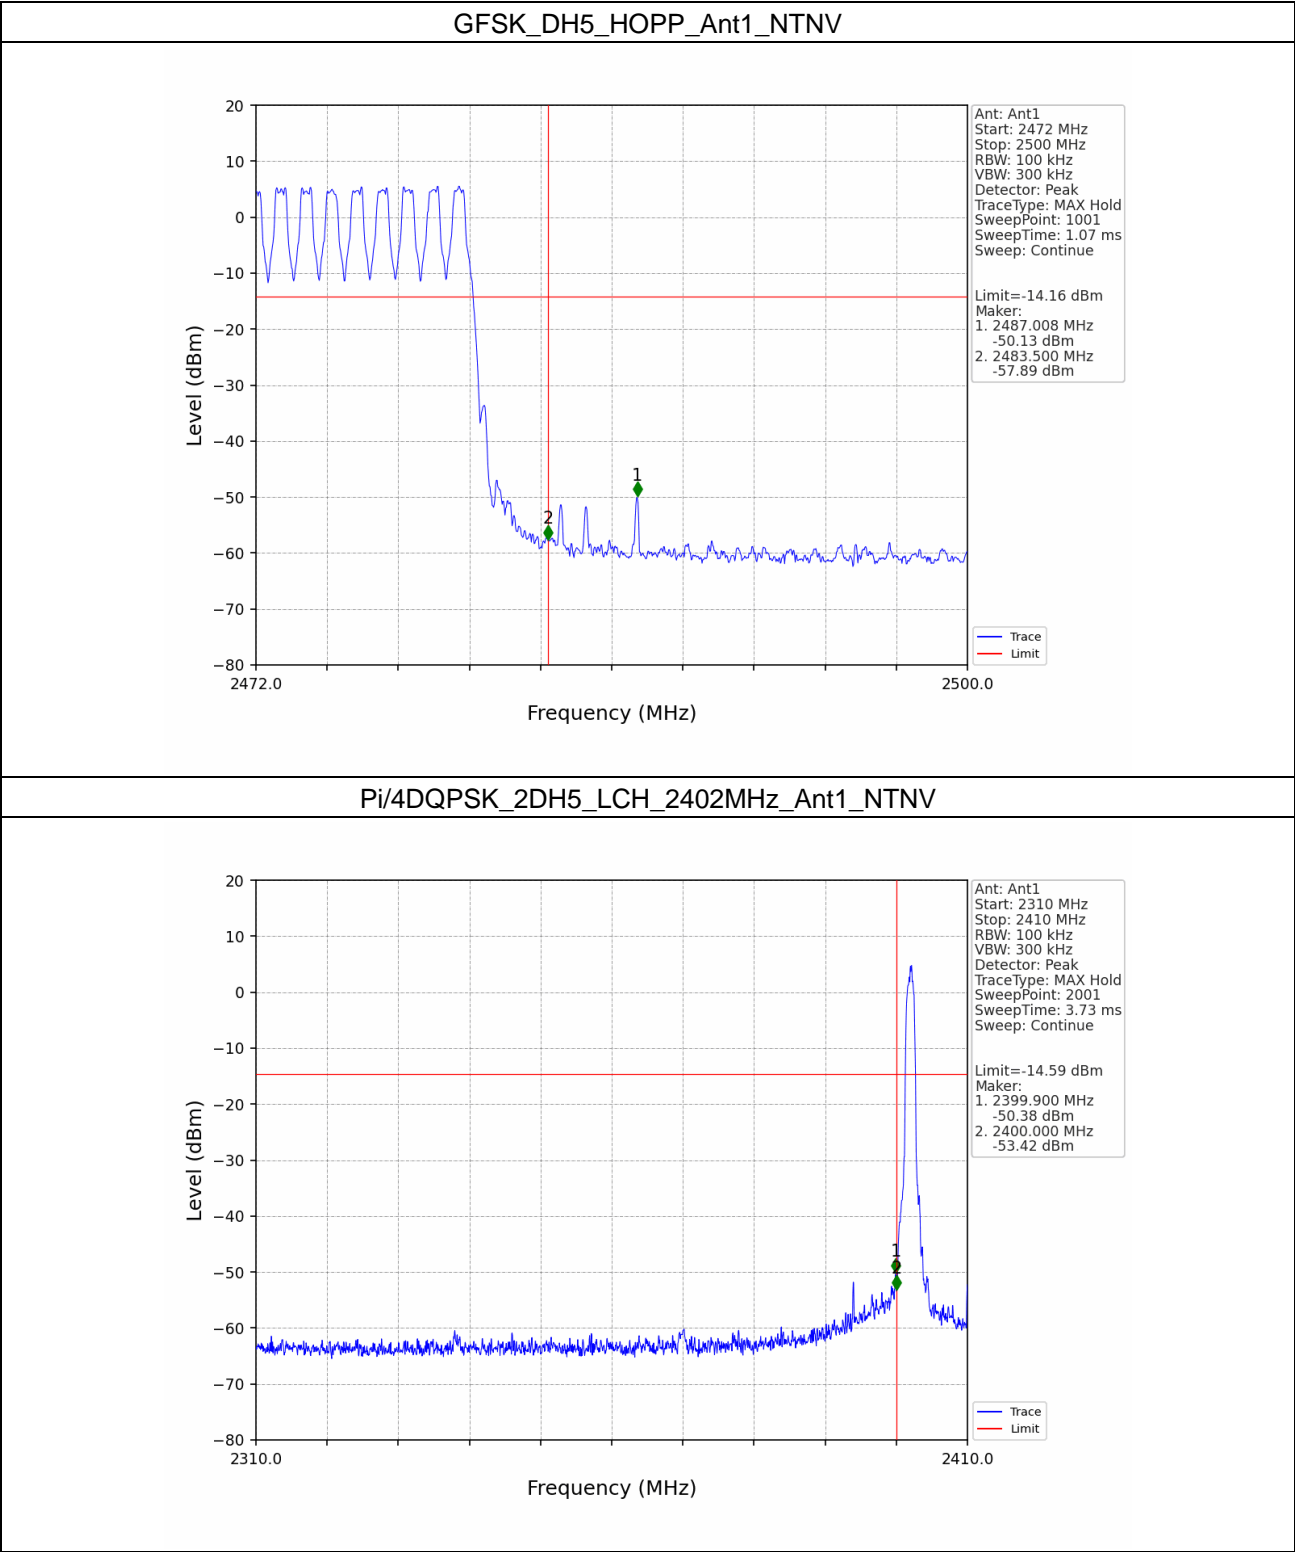 GFSK_DH5_HOPP_Ant1_NTNV
20
10
0
−10
−20
−30
−40
−50
−60
−70
−80
Level (dBm)
2472.0
2500.0
Frequency (MHz)
1
2
Ant: Ant1
Start: 2472 MHz
Stop: 2500 MHz
RBW: 100 kHz
VBW: 300 kHz
Detector: Peak
TraceType: MAX Hold
SweepPoint: 1001
SweepTime: 1.07 ms
Sweep: Continue
Limit=-14.16 dBm
Maker:
1. 2487.008 MHz
-50.13 dBm
2. 2483.500 MHz
-57.89 dBm
Trace
Limit
Pi/4DQPSK_2DH5_LCH_2402MHz_Ant1_NTNV
20
10
0
−10
−20
−30
−40
−50
−60
−70
−80
Level (dBm)
2310.0
2410.0
Frequency (MHz)
1
2
Ant: Ant1
Start: 2310 MHz
Stop: 2410 MHz
RBW: 100 kHz
VBW: 300 kHz
Detector: Peak
TraceType: MAX Hold
SweepPoint: 2001
SweepTime: 3.73 ms
Sweep: Continue
Limit=-14.59 dBm
Maker:
1. 2399.900 MHz
-50.38 dBm
2. 2400.000 MHz
-53.42 dBm
Trace
Limit